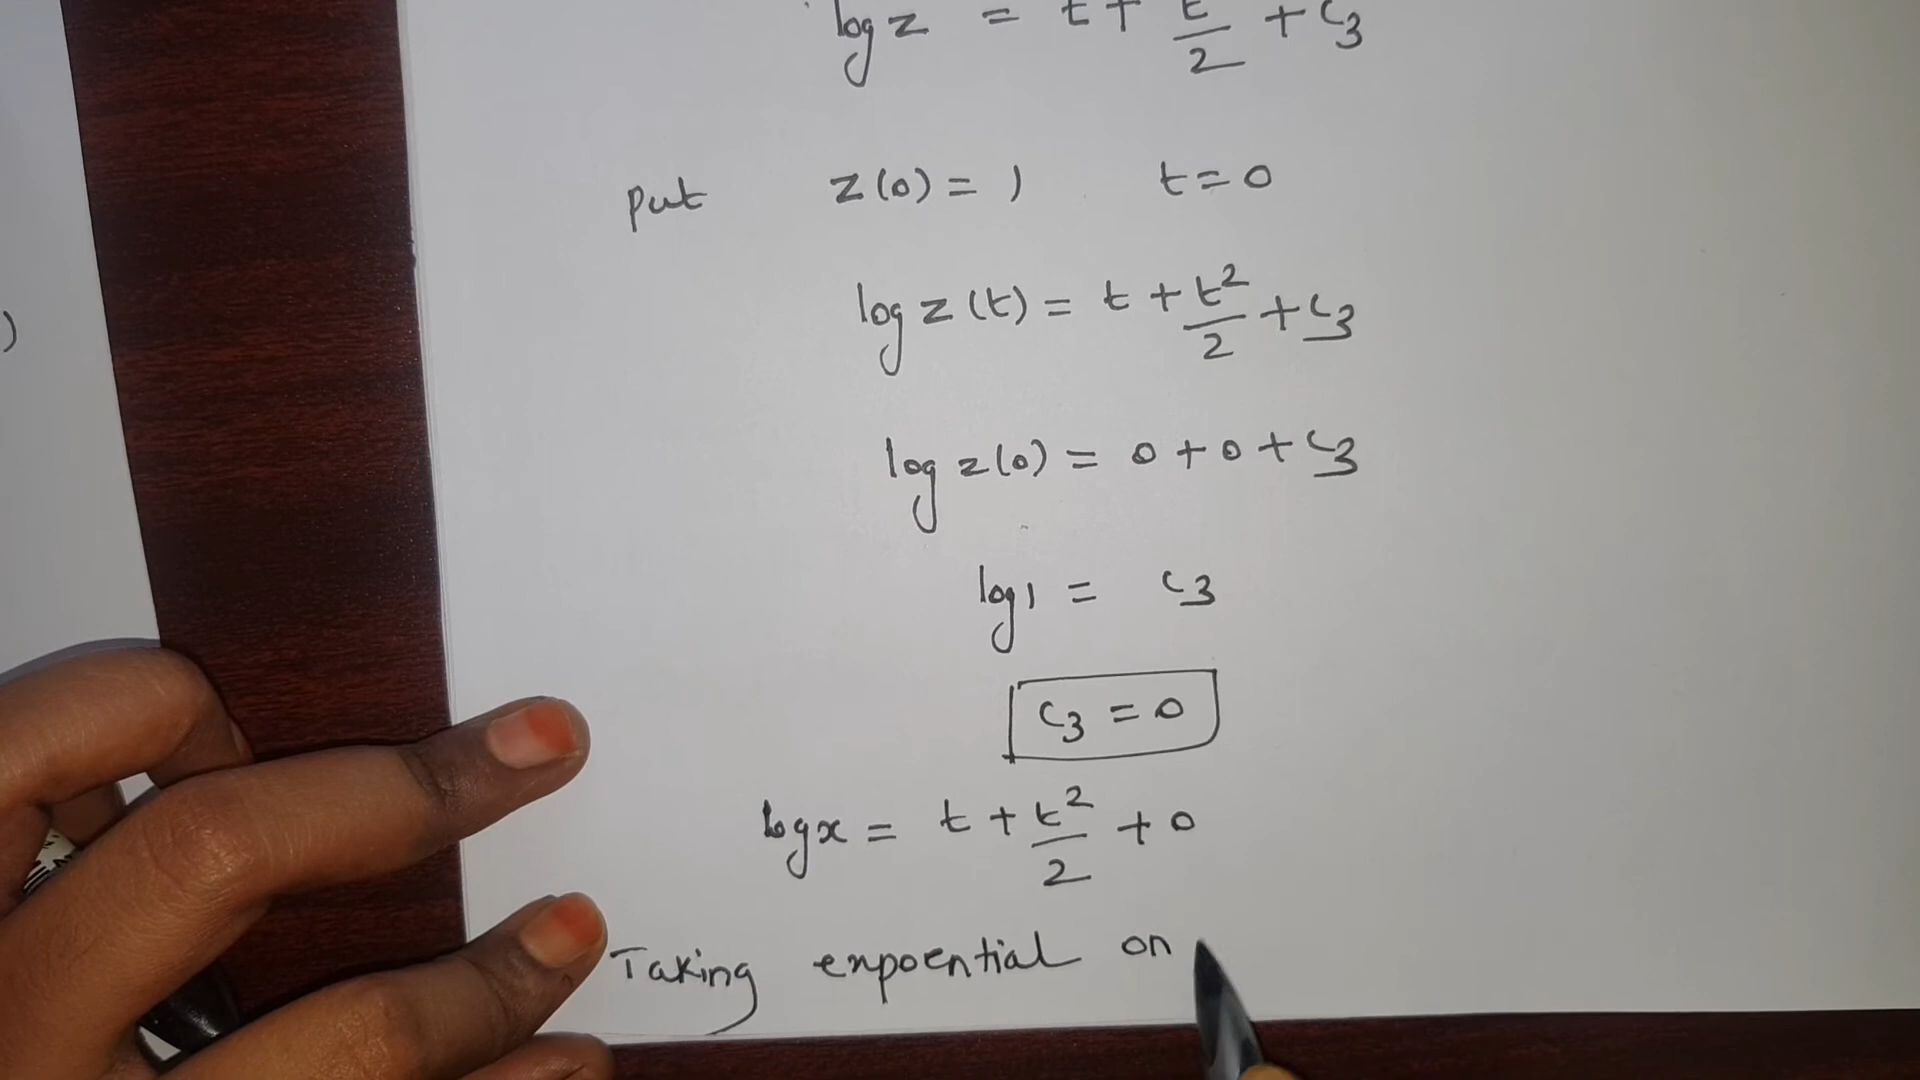 log z = t + t/2 + c3
put z(0) = 1 t = 0
log z(t) = t + t²/2 + c3
log z(0) = 0 + 0 + c3
log 1 = c3
c3 = 0
log x = t + t²/2 + 0
Taking expoential on
)